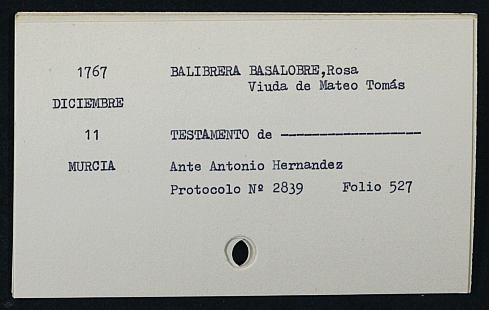 1767 BALIBRERA BASALOBRE,Rosa
Viuda de Mateo Tomás
DICIEMBRE
11 TESTAMENTO de ------------------
MURCIA Ante Antonio Hernandez
Protocolo Nº 2839 Folio 527